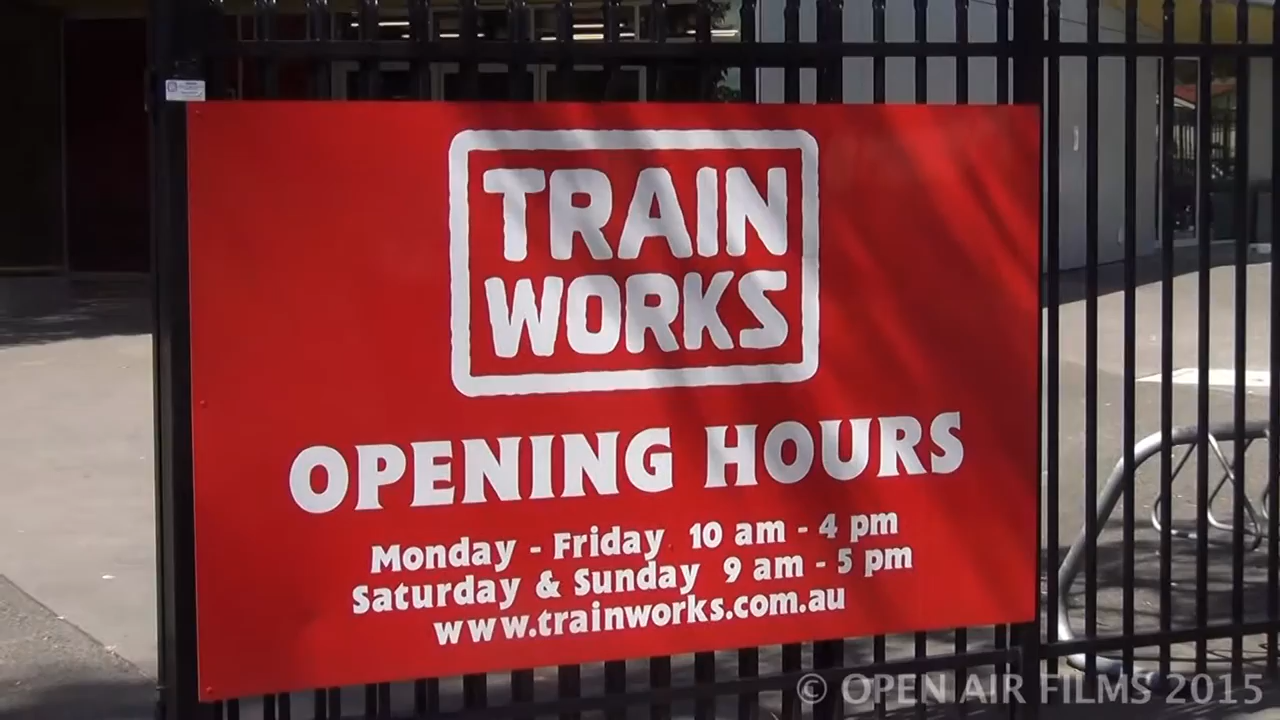 TRAIN
WORKS
OPENING HOURS
Monday - Friday 10 am - 4 pm
Saturday & Sunday 9 am - 5 pm
www.trainworks.com.au
© OPEN AIR FILMS 2015